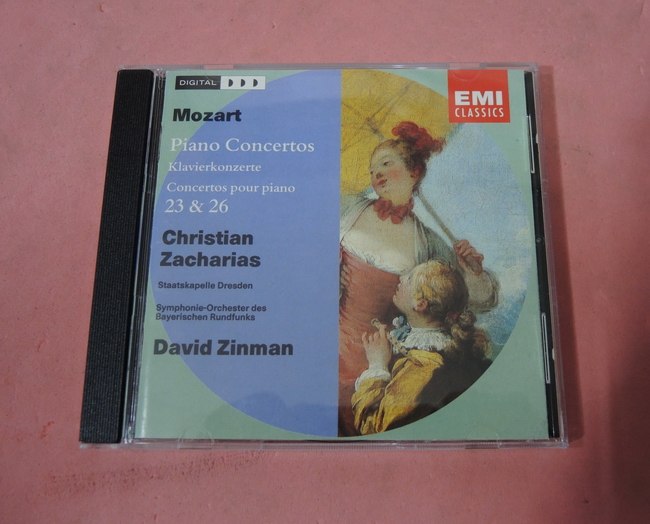 DIGITAL DDD
EMI
CLASSICS
Mozart
Piano Concertos
Klavierkonzerte
Concertos pour piano
23 & 26
Christian
Zacharias
Staatskapelle Dresden
Symphonie-Orchester des
Bayerischen Rundfunks
David Zinman